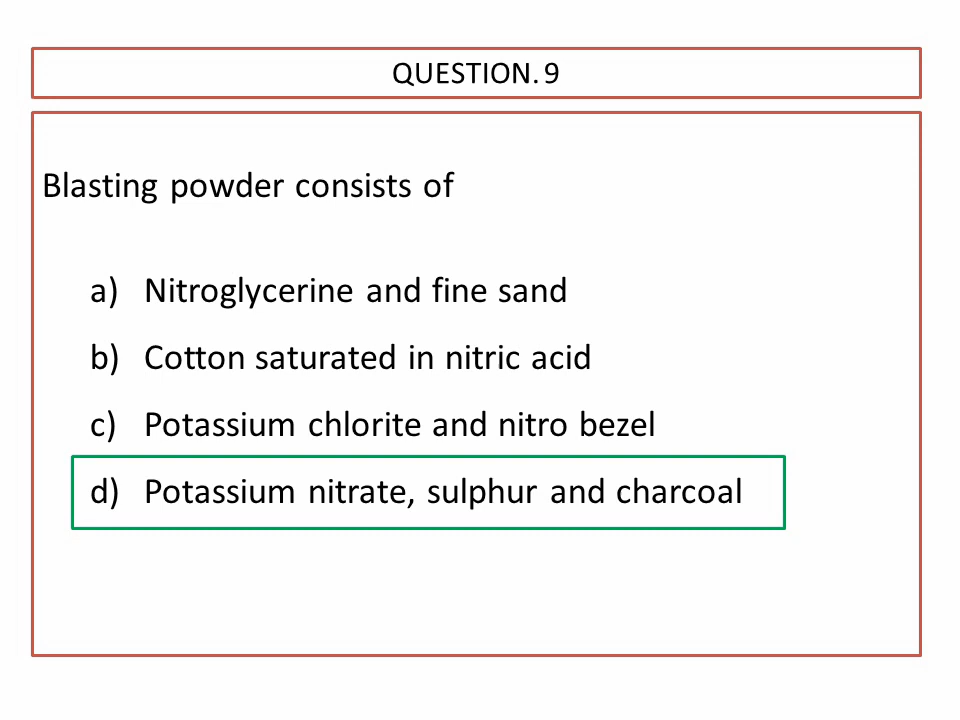 QUESTION. 9
Blasting powder consists of
a) Nitroglycerine and fine sand
b) Cotton saturated in nitric acid
c) Potassium chlorite and nitro bezel
d) Potassium nitrate, sulphur and charcoal